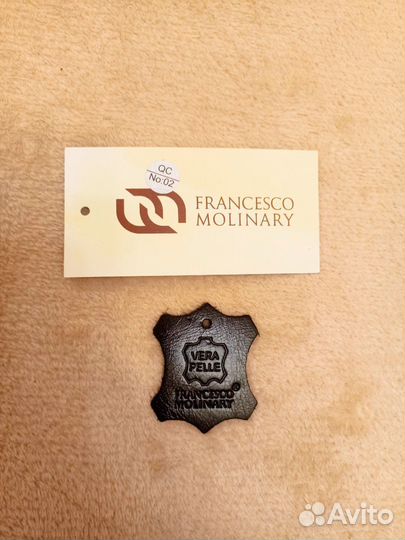 QC
No:02
FRANCESCO
MOLINARY
VERA
PELLE
FRANCESCO®
MOLINARY
Avito